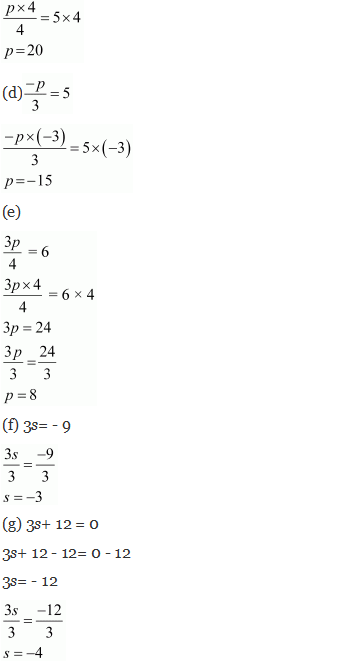 p×4/4 = 5×4
p=20
(d) -p/3 = 5
-p×(-3)/3 = 5×(-3)
p=-15
(e)
3p/4 = 6
3p×4/4 = 6 × 4
3p = 24
3p/3 = 24/3
p = 8
(f) 3s= - 9
3s/3 = -9/3
s = -3
(g) 3s+ 12 = 0
3s+ 12 - 12= 0 - 12
3s= - 12
3s/3 = -12/3
s = -4